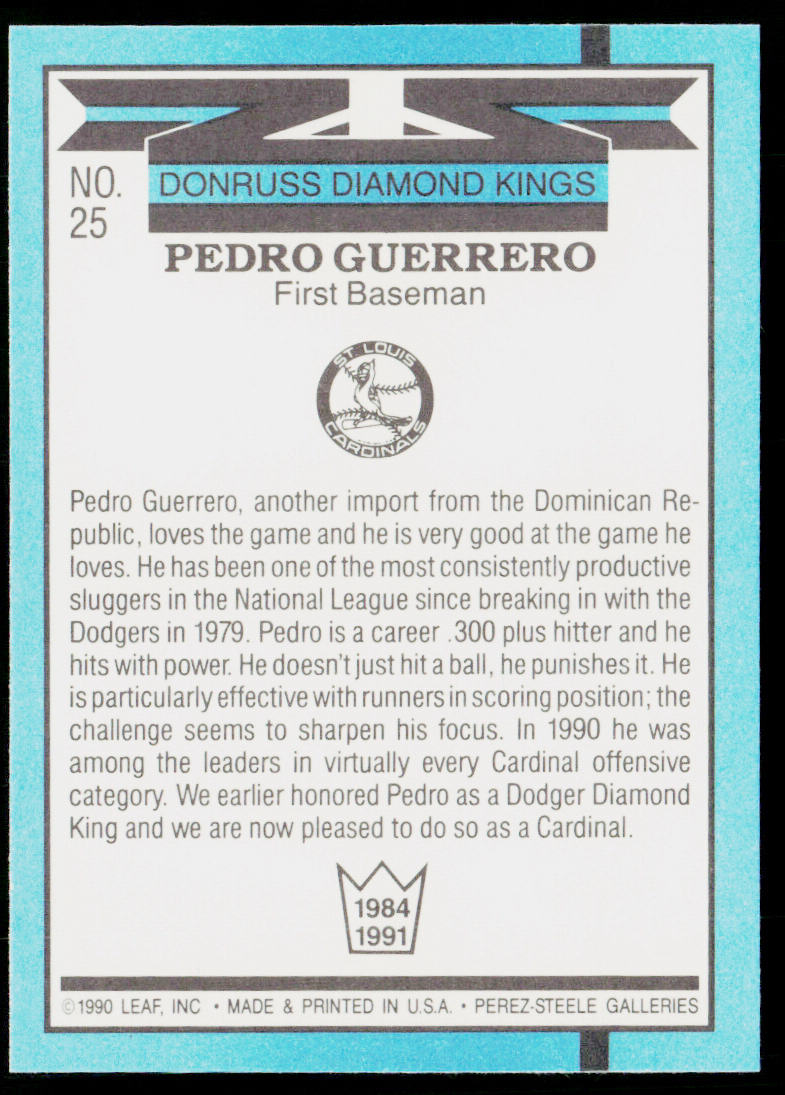 NO.
25
DONRUSS DIAMOND KINGS
PEDRO GUERRERO
First Baseman
ST. LOUIS
CARDINALS
Pedro Guerrero, another import from the Dominican Re-
public, loves the game and he is very good at the game he
loves. He has been one of the most consistently productive
sluggers in the National League since breaking in with the
Dodgers in 1979. Pedro is a career .300 plus hitter and he
hits with power. He doesn't just hit a ball, he punishes it. He
is particularly effective with runners in scoring position; the
challenge seems to sharpen his focus. In 1990 he was
among the leaders in virtually every Cardinal offensive
category. We earlier honored Pedro as a Dodger Diamond
King and we are now pleased to do so as a Cardinal.
1984
1991
©1990 LEAF, INC • MADE & PRINTED IN U.S.A. • PEREZ-STEELE GALLERIES